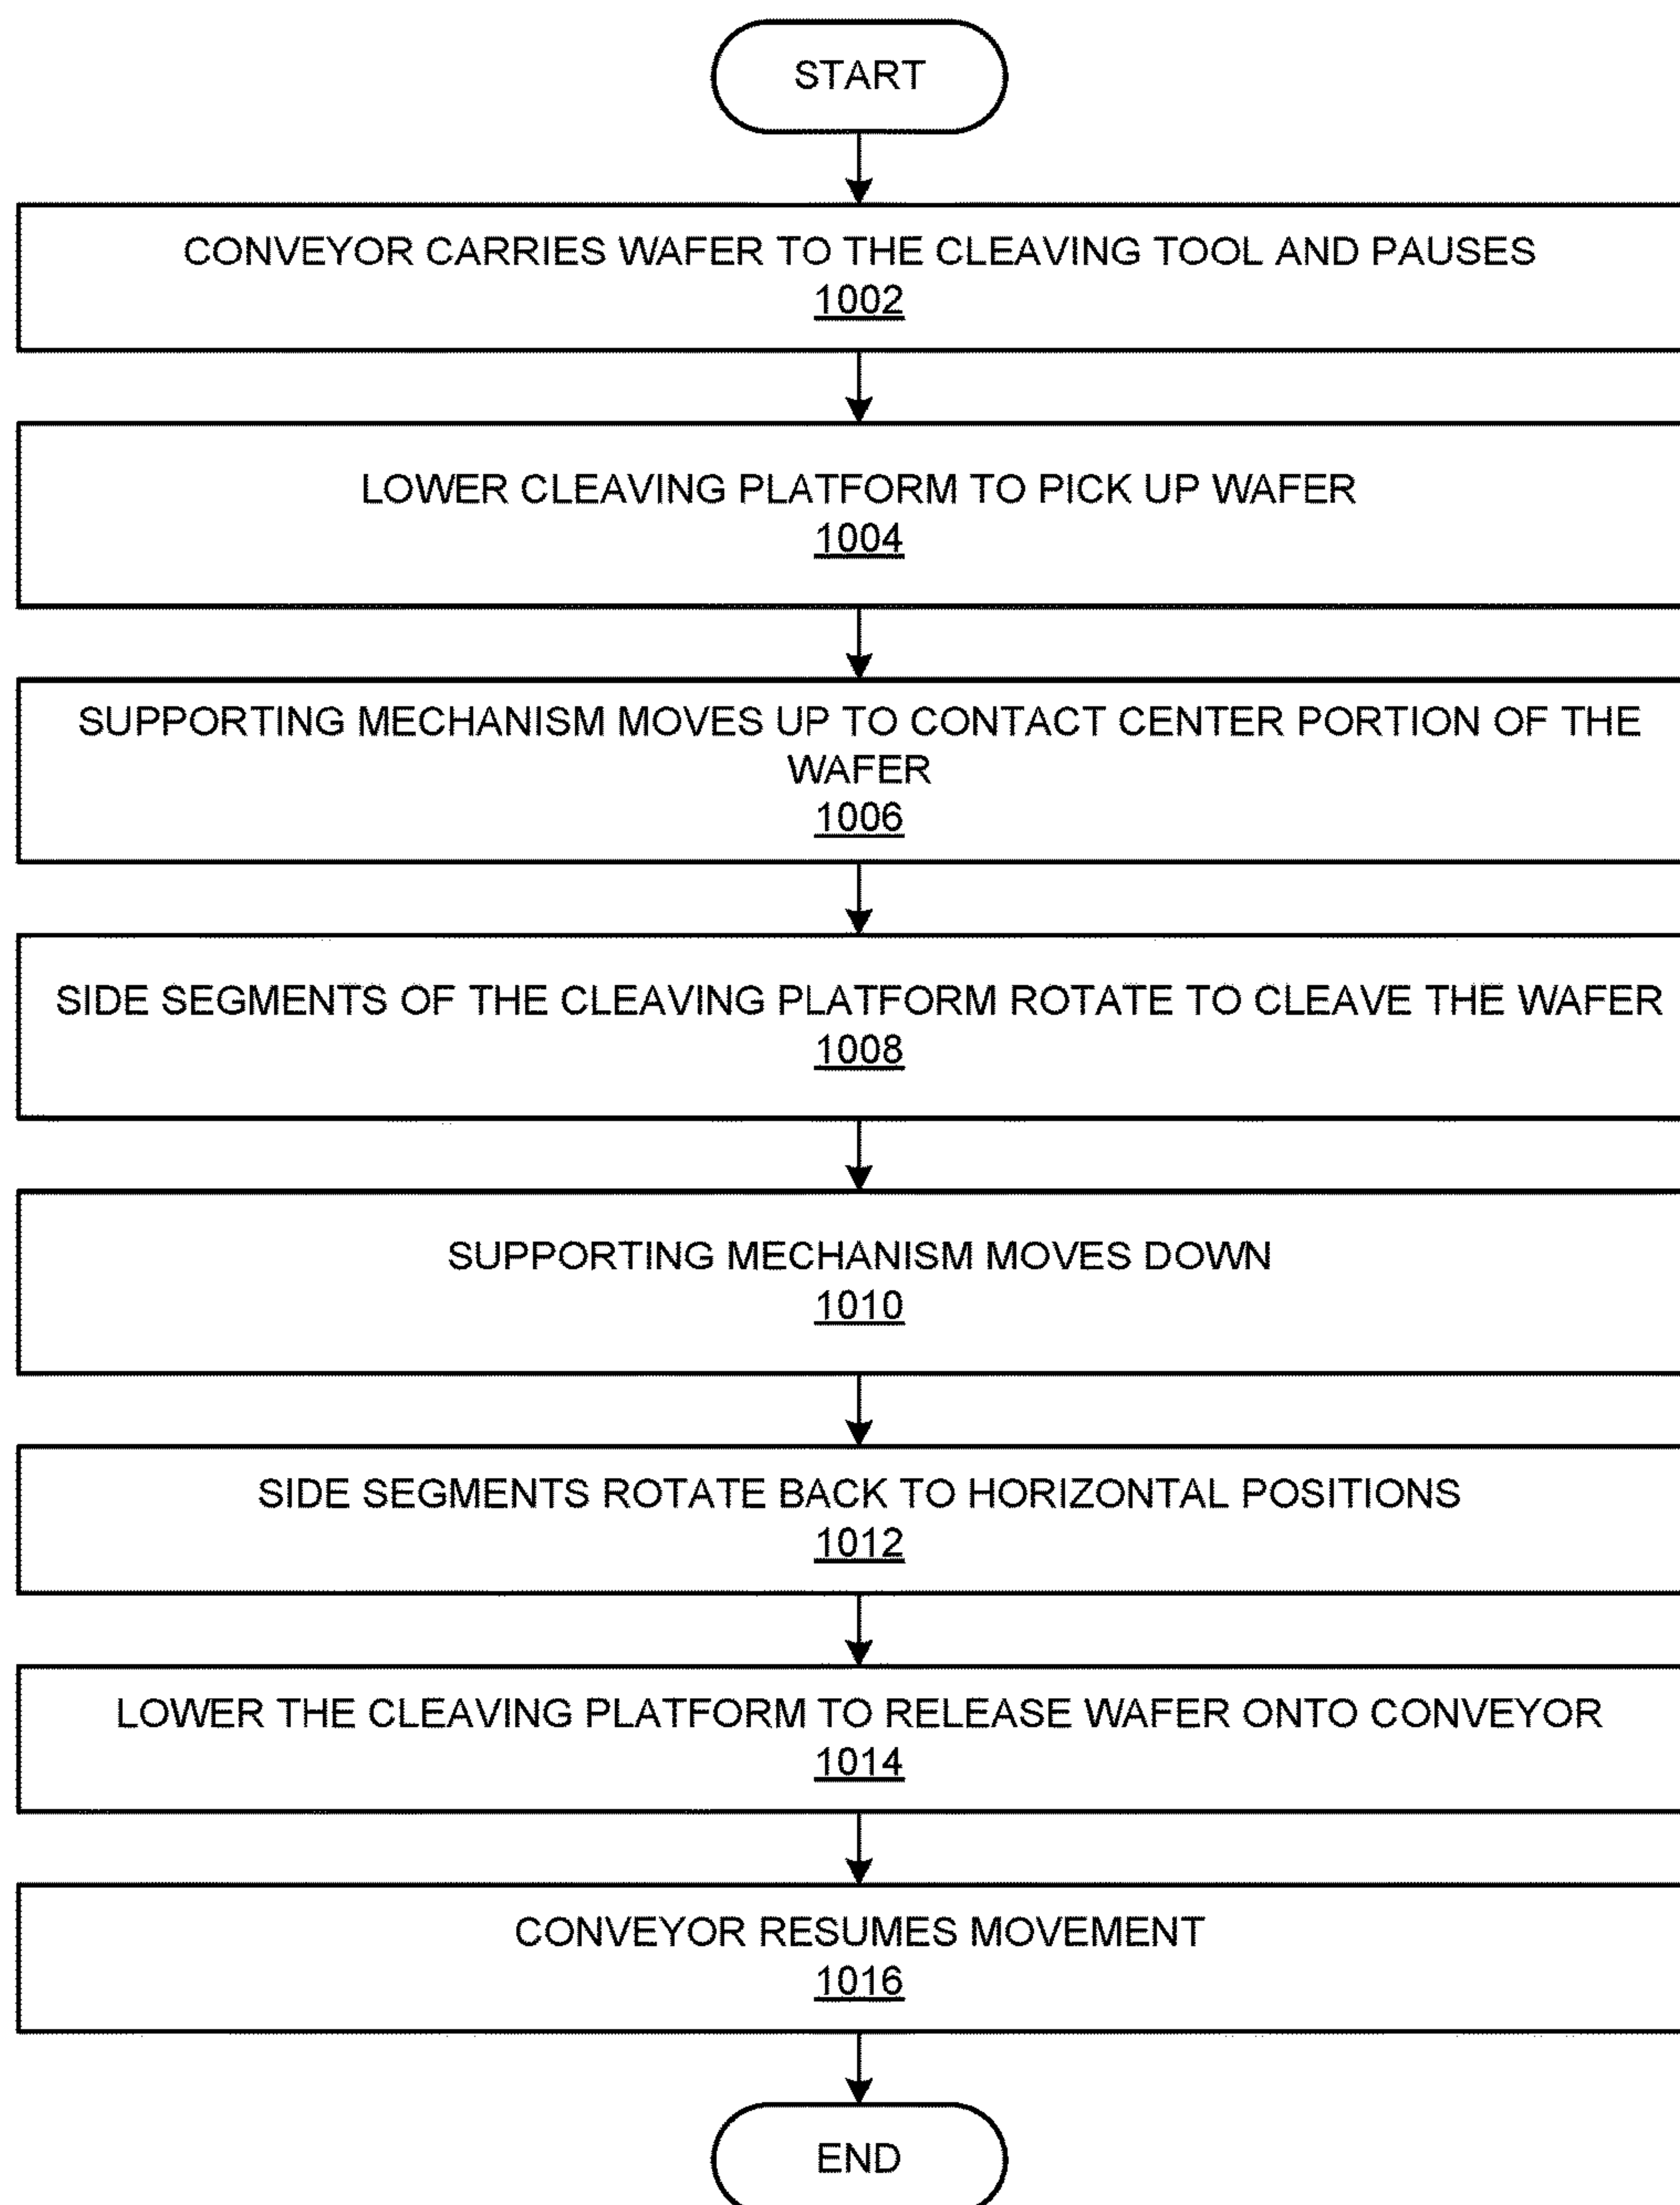 START
CONVEYOR CARRIES WAFER TO THE CLEAVING TOOL AND PAUSES
1002
LOWER CLEAVING PLATFORM TO PICK UP WAFER
1004
SUPPORTING MECHANISM MOVES UP TO CONTACT CENTER PORTION OF THE
WAFER
1006
SIDE SEGMENTS OF THE CLEAVING PLATFORM ROTATE TO CLEAVE THE WAFER
1008
SUPPORTING MECHANISM MOVES DOWN
1010
SIDE SEGMENTS ROTATE BACK TO HORIZONTAL POSITIONS
1012
LOWER THE CLEAVING PLATFORM TO RELEASE WAFER ONTO CONVEYOR
1014
CONVEYOR RESUMES MOVEMENT
1016
END